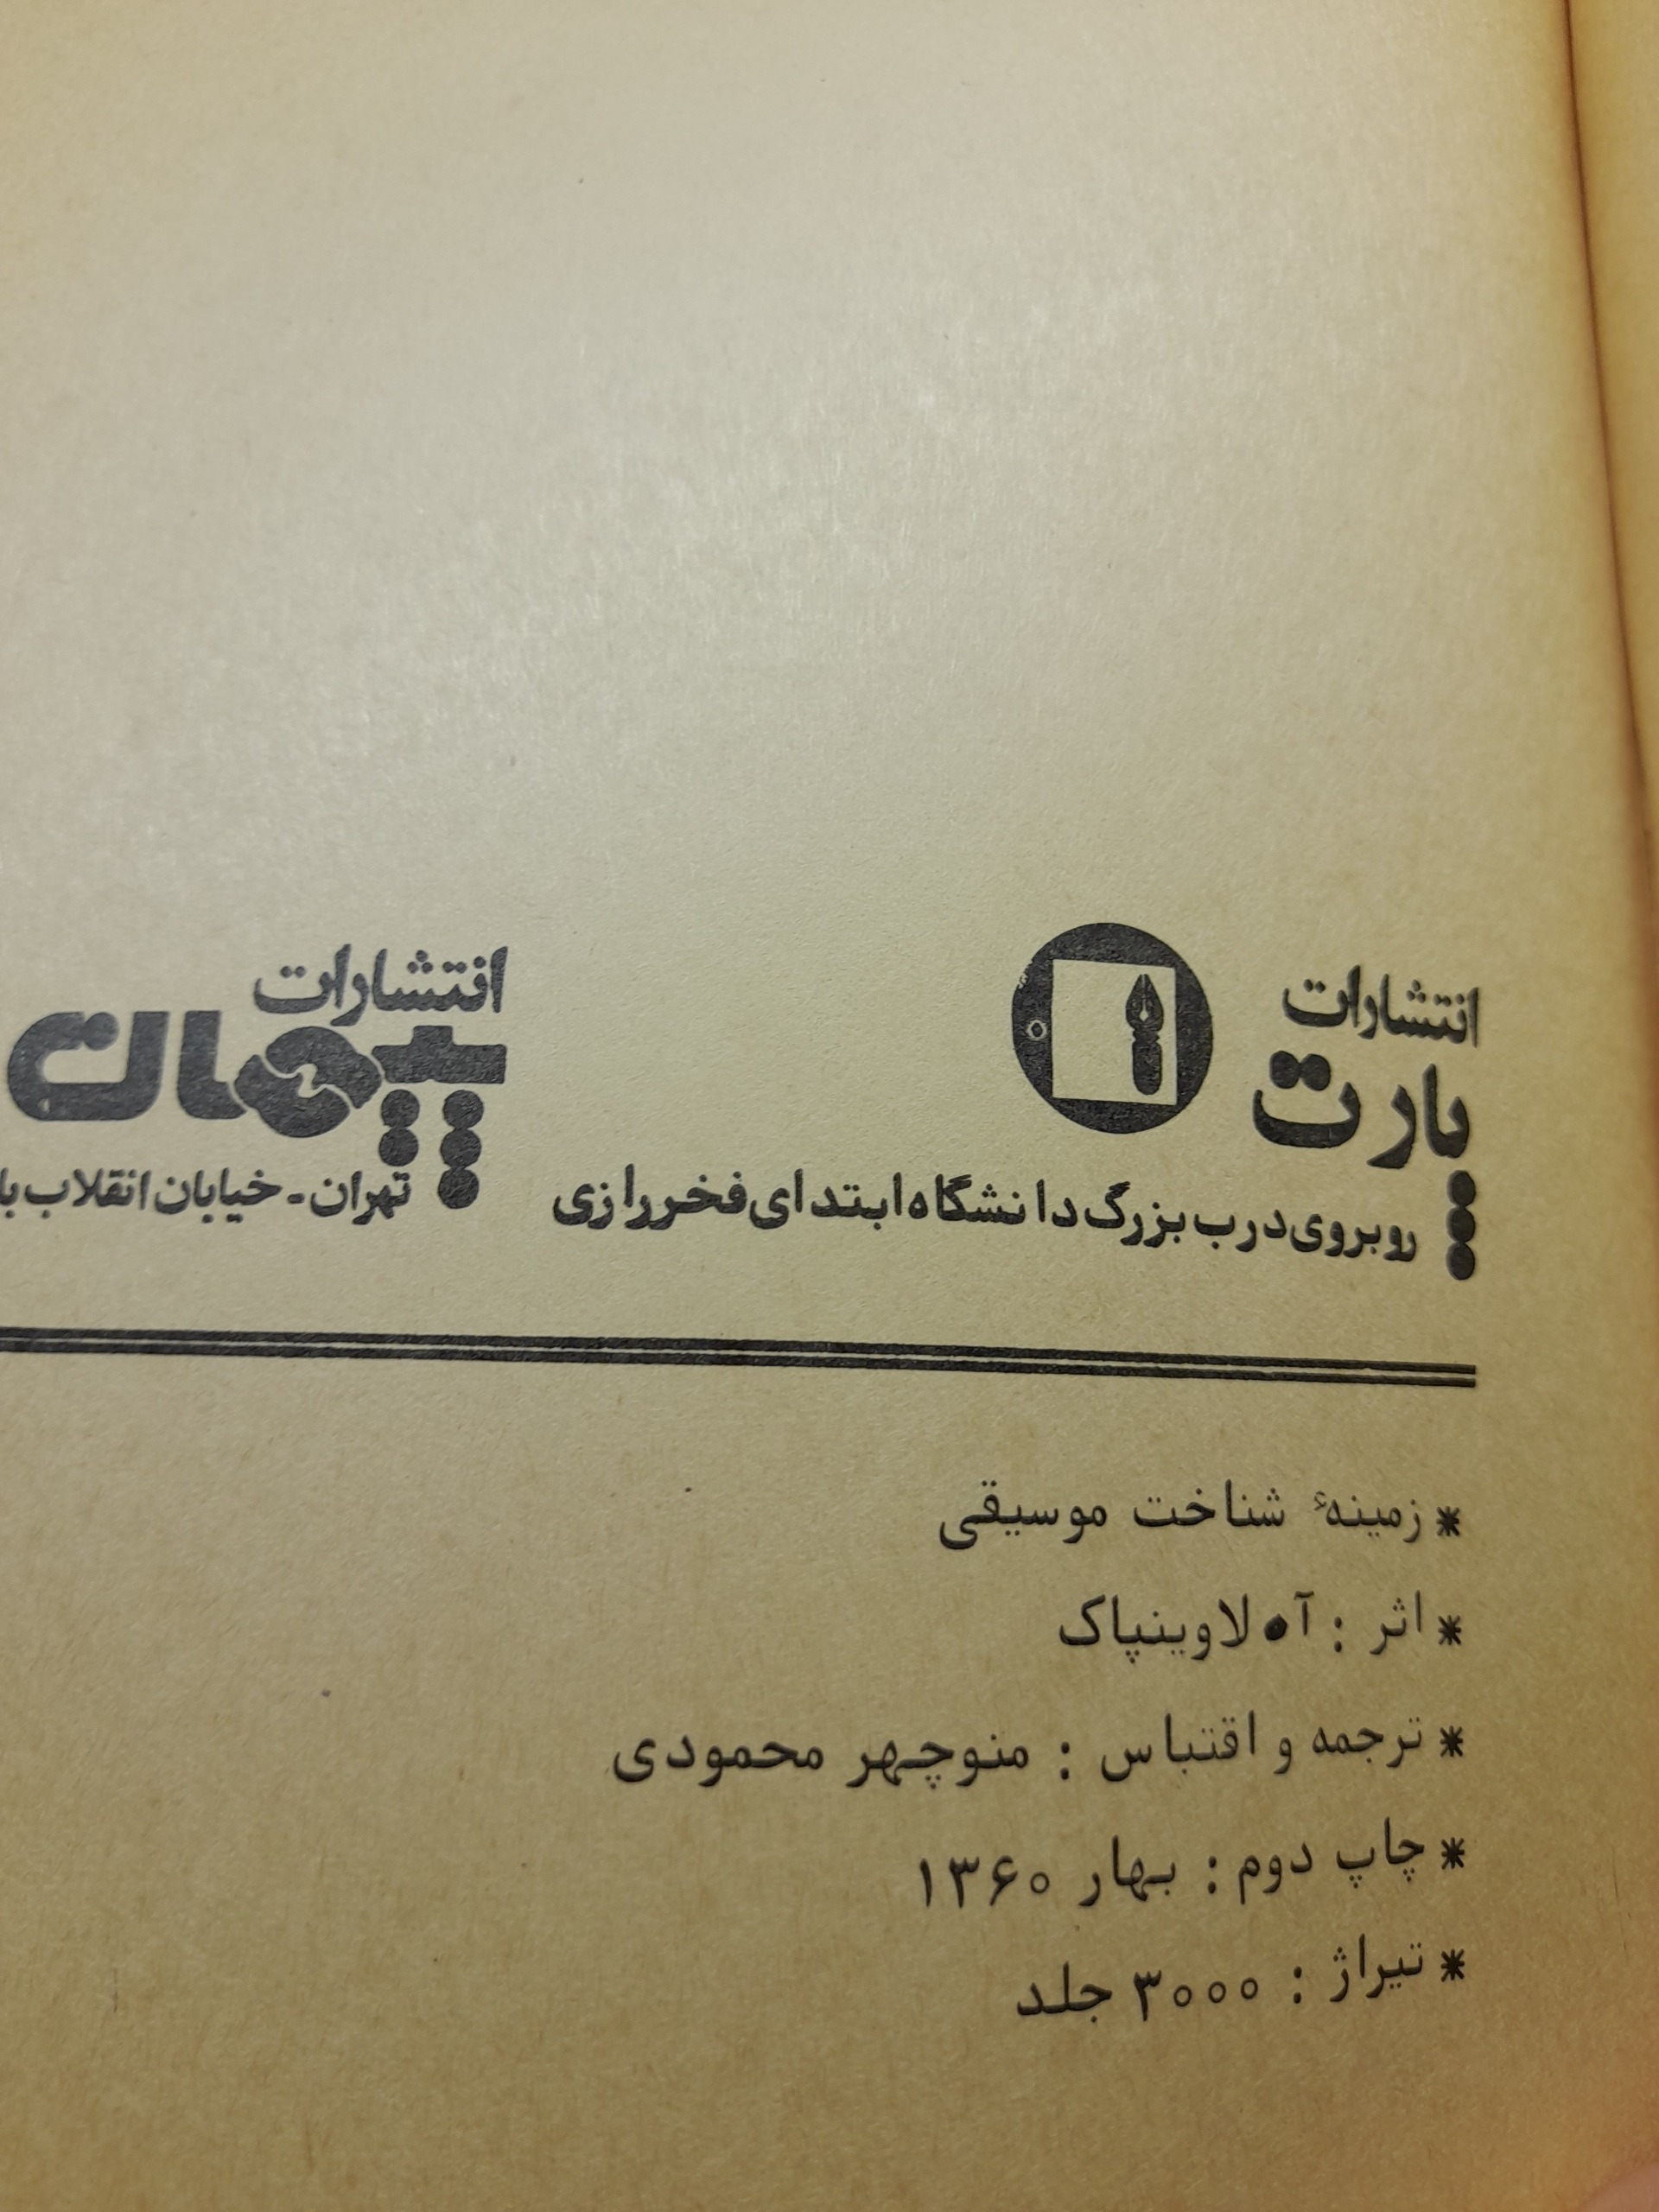 انتشارات
پارت
روبروی درب بزرگ دانشگاه ابتدای فخررازی
انتشارات
پیمان
تهران - خیابان انقلاب
* زمینهٔ شناخت موسیقی
* اثر : آ. لاوینپاک
* ترجمه و اقتباس : منوچهر محمودی
* چاپ دوم : بهار ۱۳۶۰
* تیراژ : ۳۰۰۰ جلد